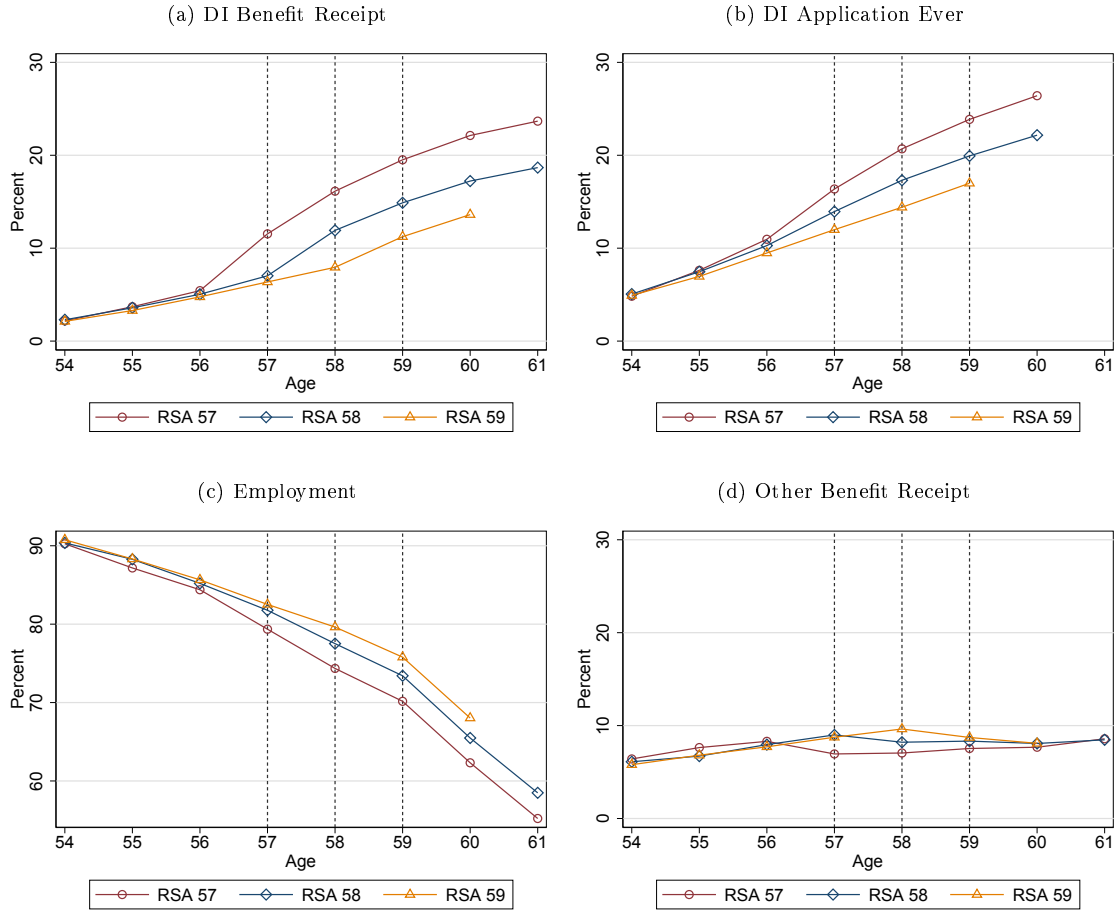 (a) DI Benefit Receipt
30
20
10
0
Percent
54 55 56 57 58 59 60 61
Age
RSA 57 RSA 58 RSA 59
(b) DI Application Ever
30
20
10
0
Percent
54 55 56 57 58 59 60 61
Age
RSA 57 RSA 58 RSA 59
(c) Employment
90
80
70
60
Percent
54 55 56 57 58 59 60 61
Age
RSA 57 RSA 58 RSA 59
(d) Other Benefit Receipt
30
20
10
0
Percent
54 55 56 57 58 59 60 61
Age
RSA 57 RSA 58 RSA 59